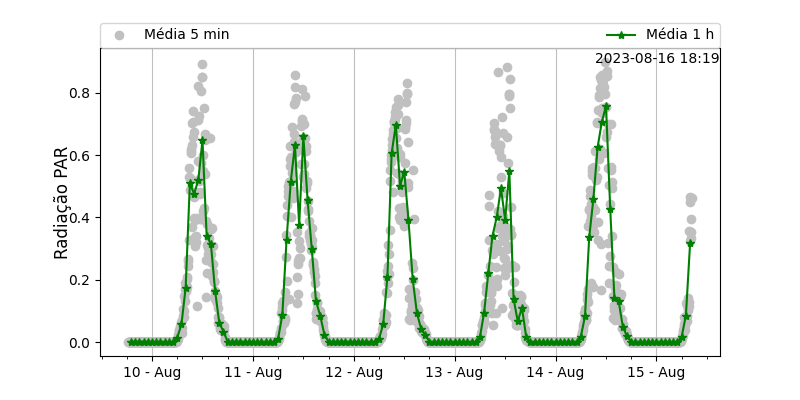 Média 5 min
Média 1 h
2023-08-16 18:19
Radiação PAR
0.8
0.6
0.4
0.2
0.0
10 - Aug
11 - Aug
12 - Aug
13 - Aug
14 - Aug
15 - Aug